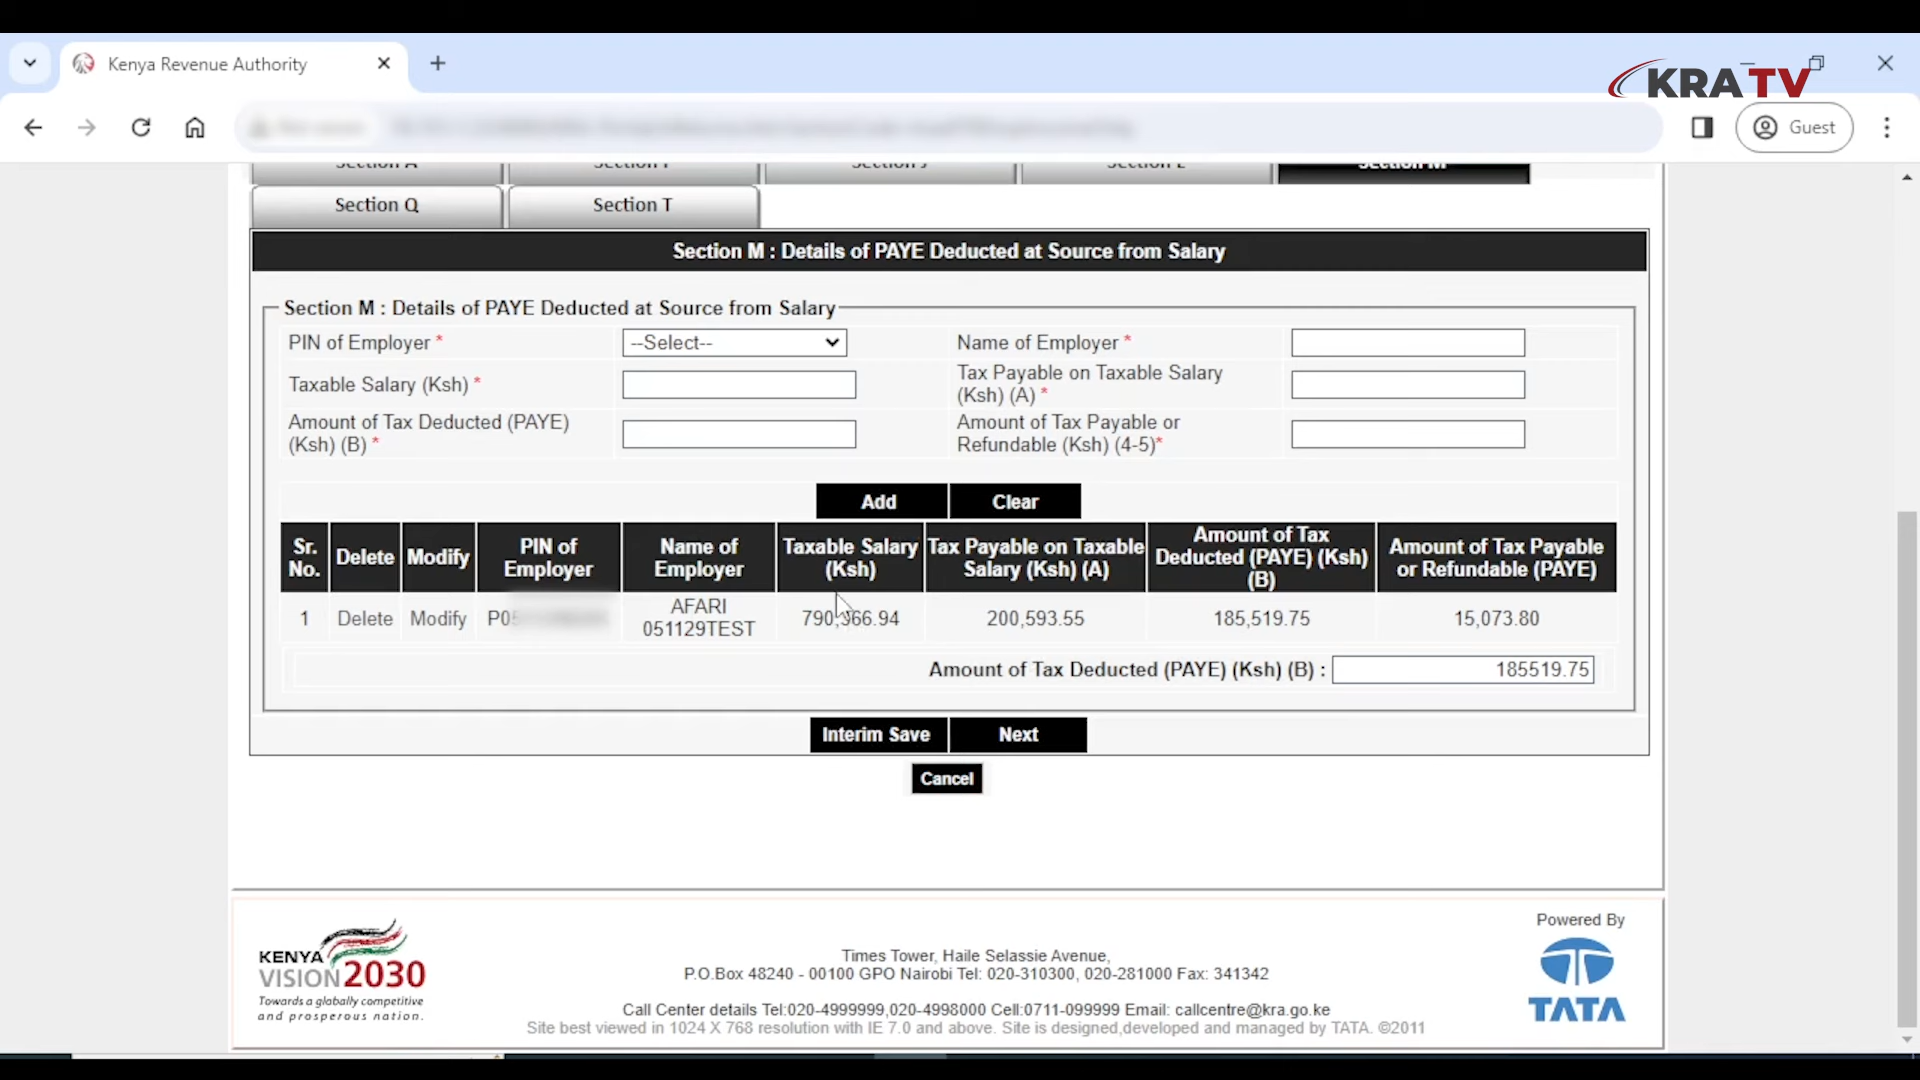 Kenya Revenue Authority
KRA TV
Guest
Section M
Section Q
Section T
Section M : Details of PAYE Deducted at Source from Salary
Section M : Details of PAYE Deducted at Source from Salary
PIN of Employer * --Select-- Name of Employer *
Taxable Salary (Ksh) * Tax Payable on Taxable Salary
(Ksh) (A) *
Amount of Tax Deducted (PAYE)
(Ksh) (B) *
Amount of Tax Payable or
Refundable (Ksh) (4-5)*
Add Clear
Sr.
No.
Delete
Modify
PIN of
Employer
Name of
Employer
Taxable Salary
(Ksh)
Tax Payable on Taxable
Salary (Ksh) (A)
Amount of Tax
Deducted (PAYE) (Ksh)
(B)
Amount of Tax Payable
or Refundable (PAYE)
1 Delete Modify
AFARI
051129TEST
790,366.94 200,593.55 185,519.75 15,073.80
Amount of Tax Deducted (PAYE) (Ksh) (B) : 185519.75
Interim Save Next
Cancel
KENYA
VISION 2030
Towards a globally competitive
and prosperous nation.
Times Tower, Haile Selassie Avenue,
P.O.Box 48240 - 00100 GPO Nairobi Tel: 020-310300, 020-281000 Fax: 341342
Call Center details Tel:020-4999999,020-4998000 Cell:0711-099999 Email: callcentre@kra.go.ke
Site best viewed in 1024 X 768 resolution with IE 7.0 and above. Site is designed,developed and managed by TATA. ©2011
Powered By
TATA